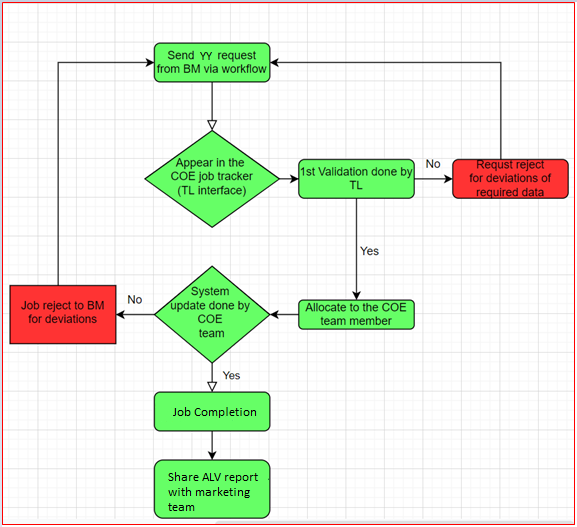 Send YY request
from BM via workflow
Appear in the
COE job tracker
(TL interface)
1st Validation done by
TL
No
Requst reject
for deviations of
required data
Yes
Allocate to the COE
team member
System
update done by
COE
team
No
Job reject to BM
for deviations
Yes
Job Completion
Share ALV report
with marketing
team